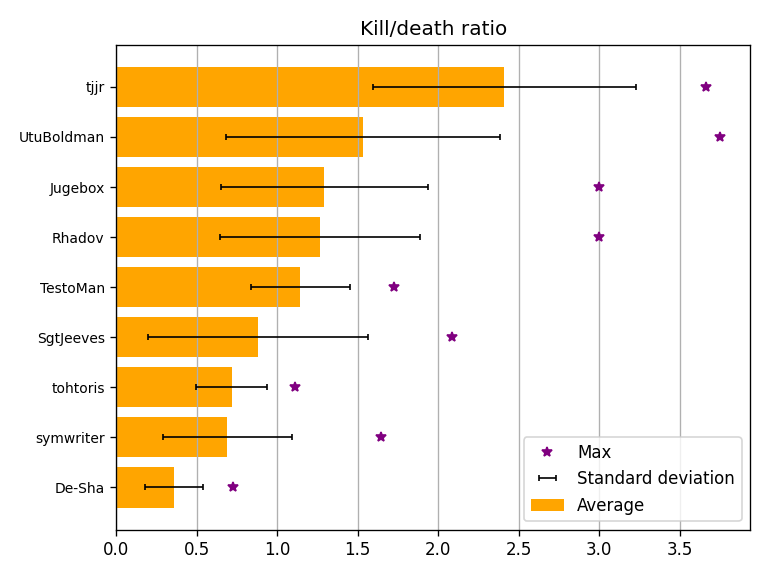 Kill/death ratio
tjjr
UtuBoldman
Jugebox
Rhadov
TestoMan
SgtJeeves
tohtoris
symwriter
De-Sha
Max
Standard deviation
Average
0.0 0.5 1.0 1.5 2.0 2.5 3.0 3.5